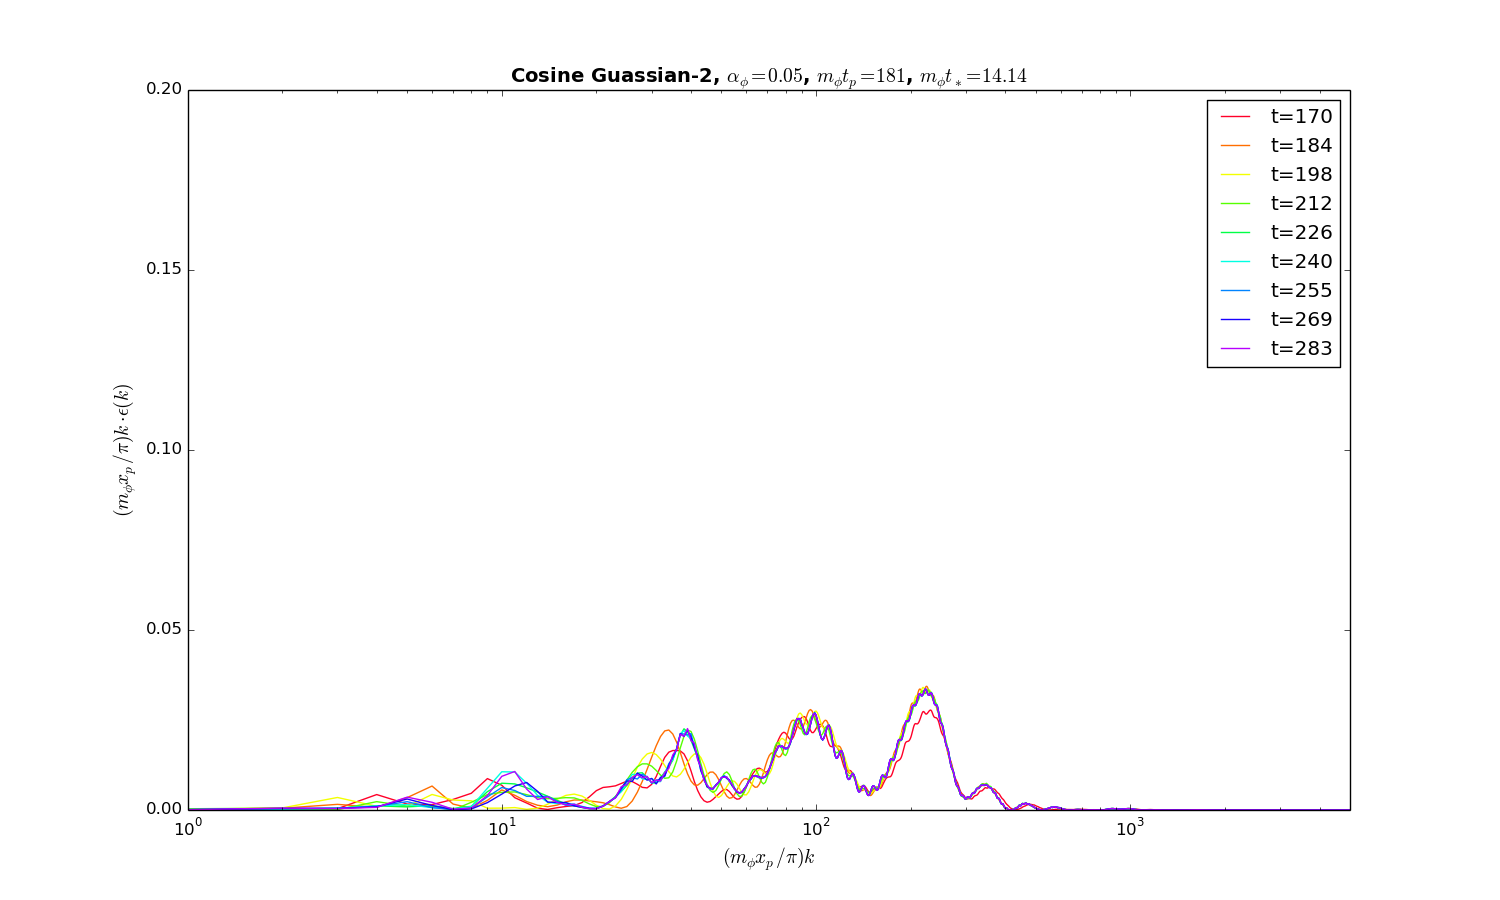 Cosine Guassian-2, α_ϕ=0.05, m_ϕt_p=181, m_ϕt_*=14.14
0.20
0.15
0.10
0.05
0.00
(m_ϕx_p/π)k·ϵ(k)
t=170
t=184
t=198
t=212
t=226
t=240
t=255
t=269
t=283
10^0
10^1
10^2
10^3
(m_ϕx_p/π)k